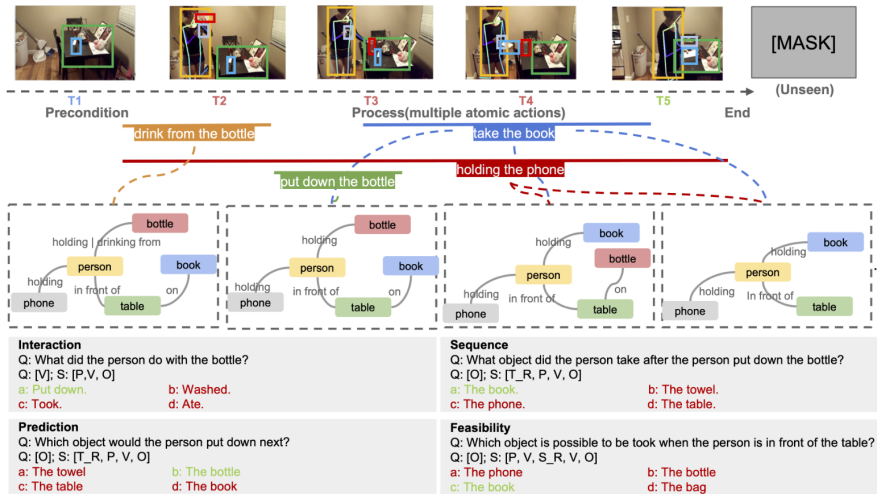 [MASK]
(Unseen)
T1 T2 T3 T4 T5
Precondition Process(multiple atomic actions) End
drink from the bottle take the book
holding the phone
put down the bottle
bottle
holding | drinking from
person book
holding
phone in front of on
table
bottle
holding
person book
holding
phone in front of on
table
book
holding
bottle
person
holding in front of on
phone table
book
holding
person
holding In front of
phone table
Interaction
Q: What did the person do with the bottle?
Q: [V]; S: [P,V, O]
a: Put down. b: Washed.
c: Took. d: Ate.
Sequence
Q: What object did the person take after the person put down the bottle?
Q: [O]; S: [T_R, P, V, O]
a: The book. b: The towel.
c: The phone. d: The table.
Prediction
Q: Which object would the person put down next?
Q: [O]; S: [T_R, P, V, O]
a: The towel b: The bottle
c: The table d: The book
Feasibility
Q: Which object is possible to be took when the person is in front of the table?
Q: [O]; S: [P, V, S_R, V, O]
a: The phone b: The bottle
c: The book d: The bag